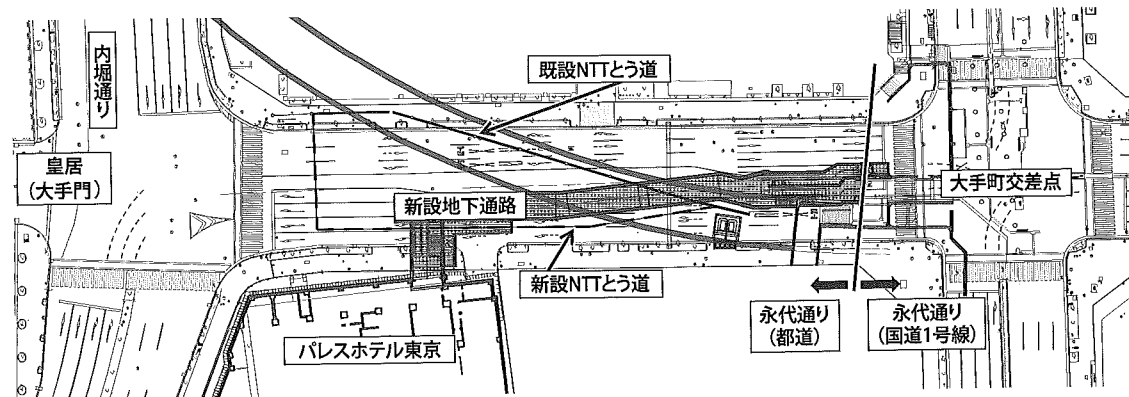 内堀通り
既設NTTとう道
皇居
(大手門)
新設地下通路
大手町交差点
新設NTTとう道
パレスホテル東京
永代通り
(都道)
永代通り
(国道1号線)